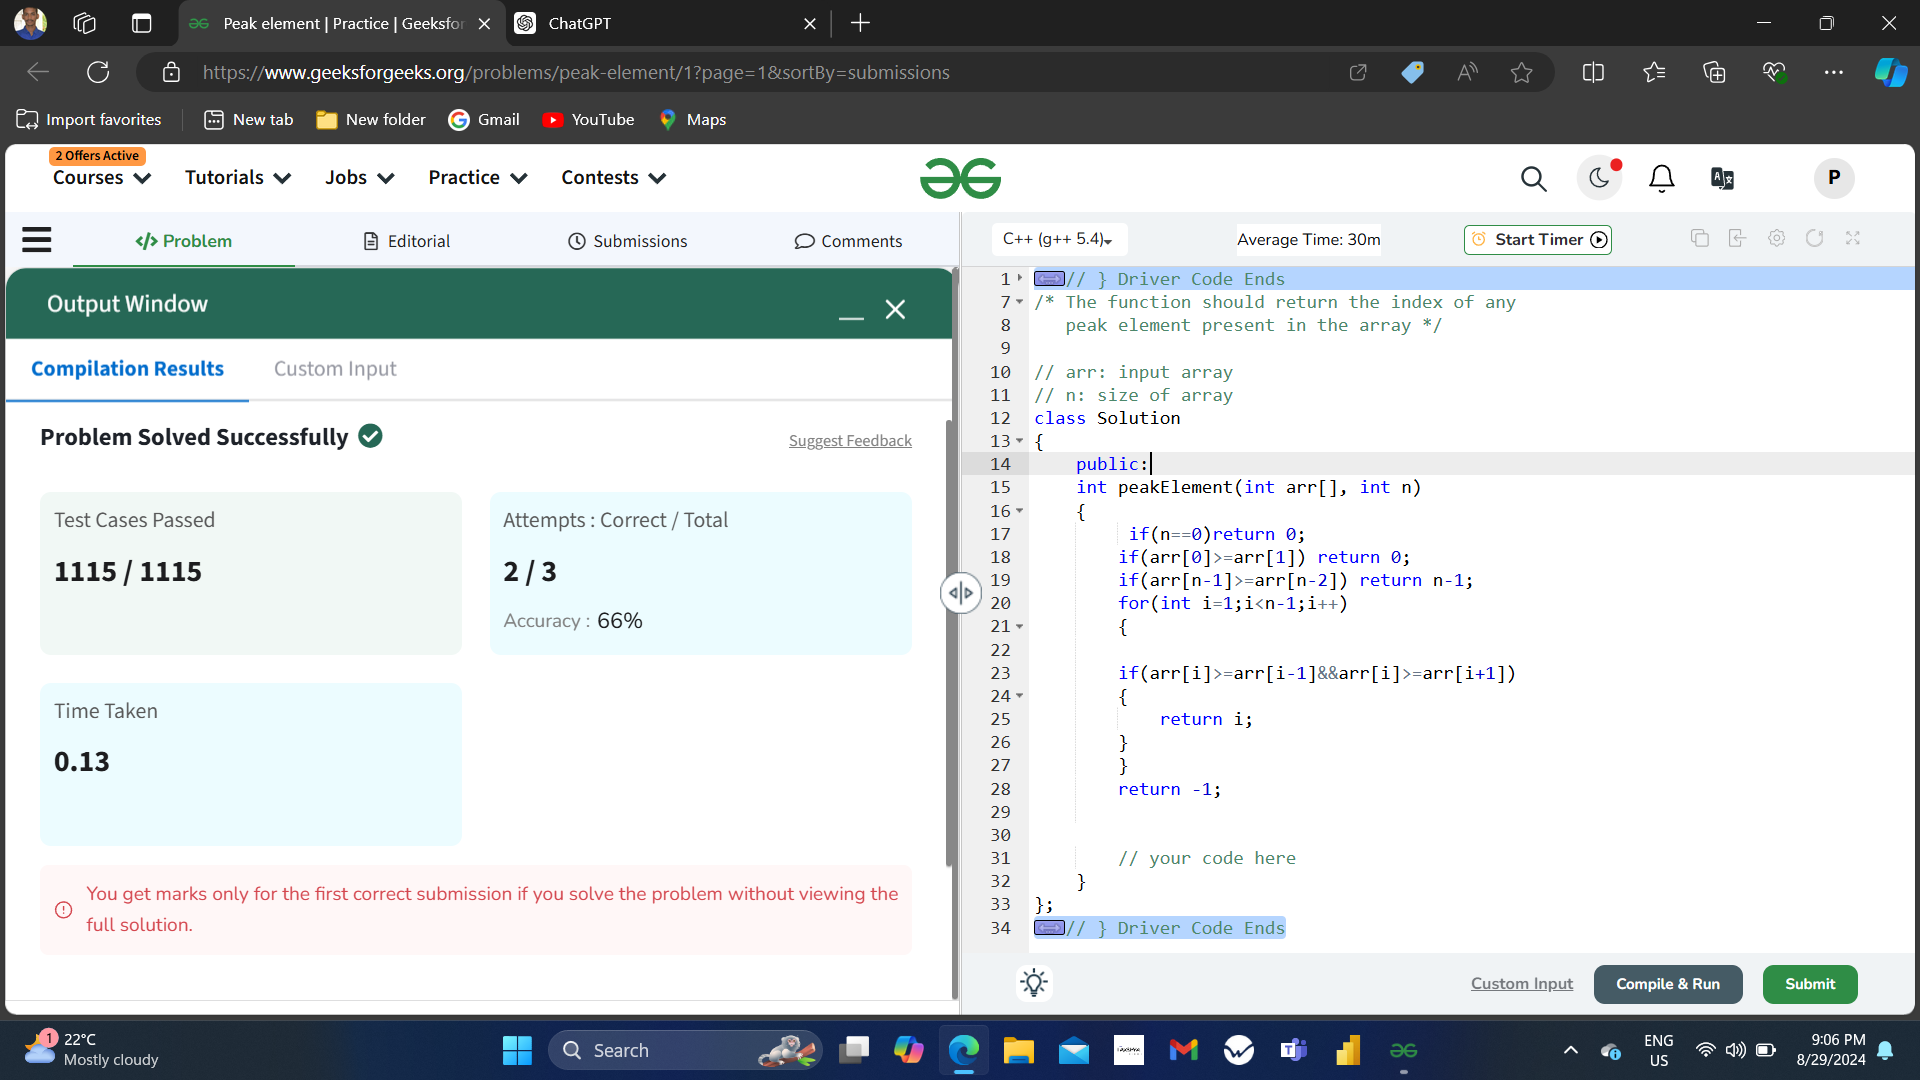 Peak element | Practice | Geeksfor
ChatGPT
https://www.geeksforgeeks.org/problems/peak-element/1?page=1&sortBy=submissions
Import favorites
New tab
New folder
Gmail
YouTube
Maps
2 Offers Active
Courses
Tutorials
Jobs
Practice
Contests
P
Problem
Editorial
Submissions
Comments
Output Window
Compilation Results
Custom Input
Problem Solved Successfully
Suggest Feedback
Test Cases Passed
1115 / 1115
Attempts : Correct / Total
2 / 3
Accuracy : 66%
Time Taken
0.13
You get marks only for the first correct submission if you solve the problem without viewing the
full solution.
C++ (g++ 5.4)
Average Time: 30m
Start Timer
1 // } Driver Code Ends
7 /* The function should return the index of any
8 peak element present in the array */
9
10 // arr: input array
11 // n: size of array
12 class Solution
13 {
14 public:
15 int peakElement(int arr[], int n)
16 {
17 if(n==0)return 0;
18 if(arr[0]>=arr[1]) return 0;
19 if(arr[n-1]>=arr[n-2]) return n-1;
20 for(int i=1;i<n-1;i++)
21 {
22
23 if(arr[i]>=arr[i-1]&&arr[i]>=arr[i+1])
24 {
25 return i;
26 }
27 }
28 return -1;
29
30
31 // your code here
32 }
33 };
34 // } Driver Code Ends
Custom Input
Compile & Run
Submit
1
22°C
Mostly cloudy
Search
ENG
US
9:06 PM
8/29/2024